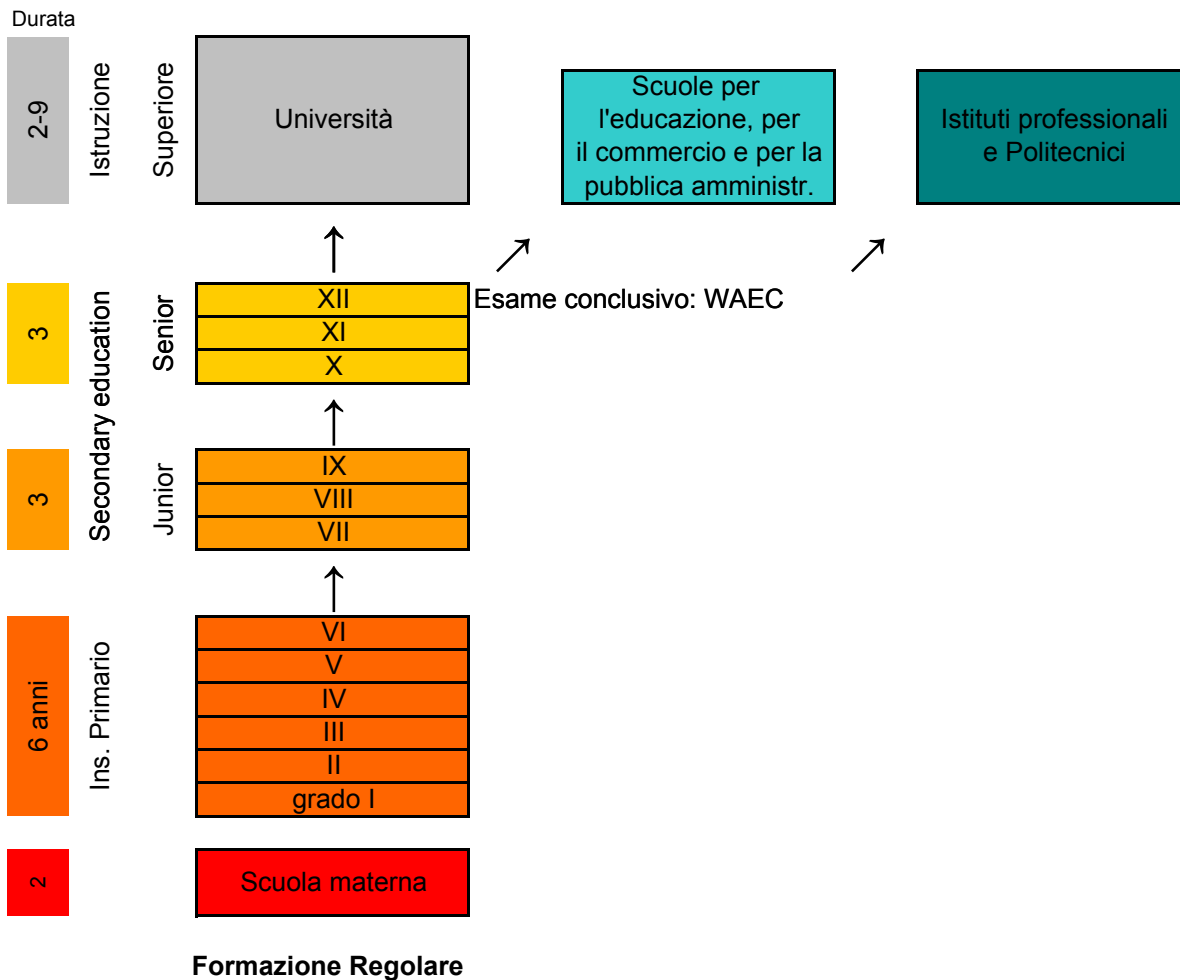 Durata
2-9
Istruzione
Superiore
Università
Scuole per
l'educazione, per
il commercio e per la
pubblica amministr.
Istituti professionali
e Politecnici
3
Secondary education
Senior
XII
Esame conclusivo: WAEC
XI
X
3
Junior
IX
VIII
VII
6 anni
Ins. Primario
VI
V
IV
III
II
grado I
2
Scuola materna
Formazione Regolare